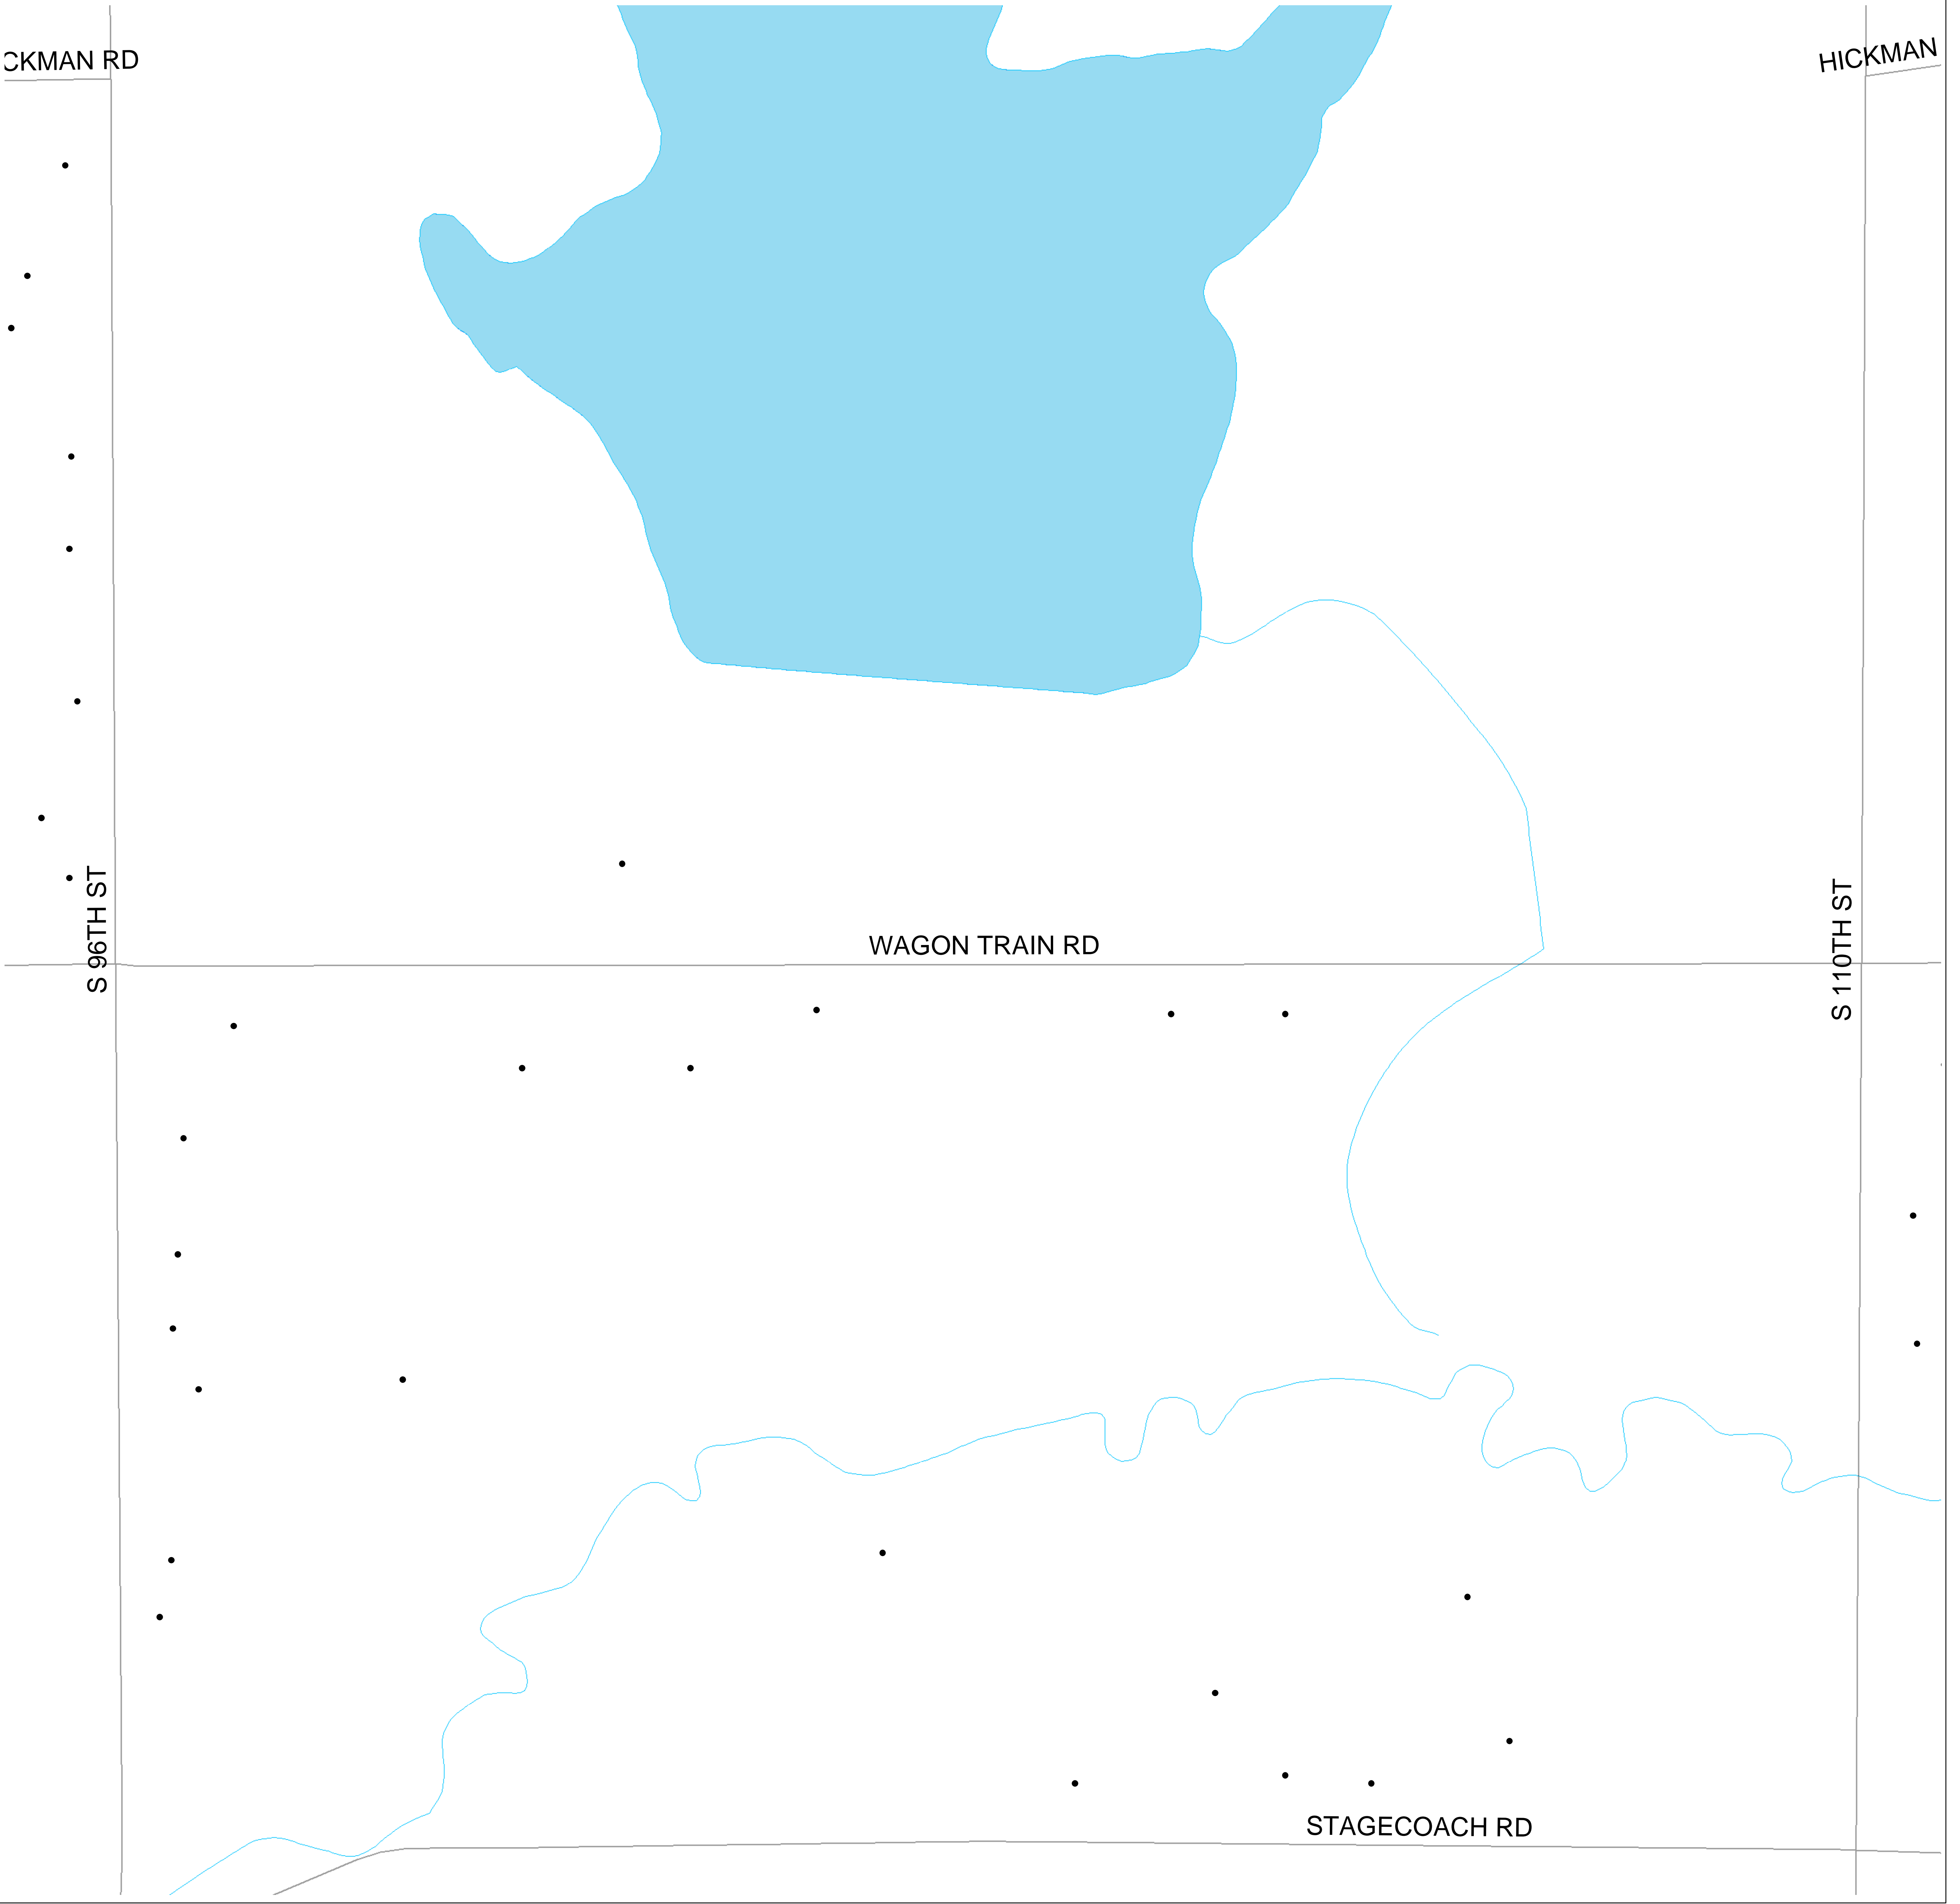 CKMAN RD
HICKMAN
S 96TH ST
WAGON TRAIN RD
S 110TH ST
STAGECOACH RD